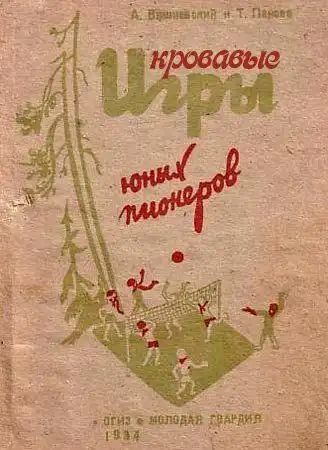 А. Вишневский и Т. Панова
кровавые
Игры
юных
пионеров
• ОГИЗ • МОЛОДАЯ ГВАРДИЯ
1934